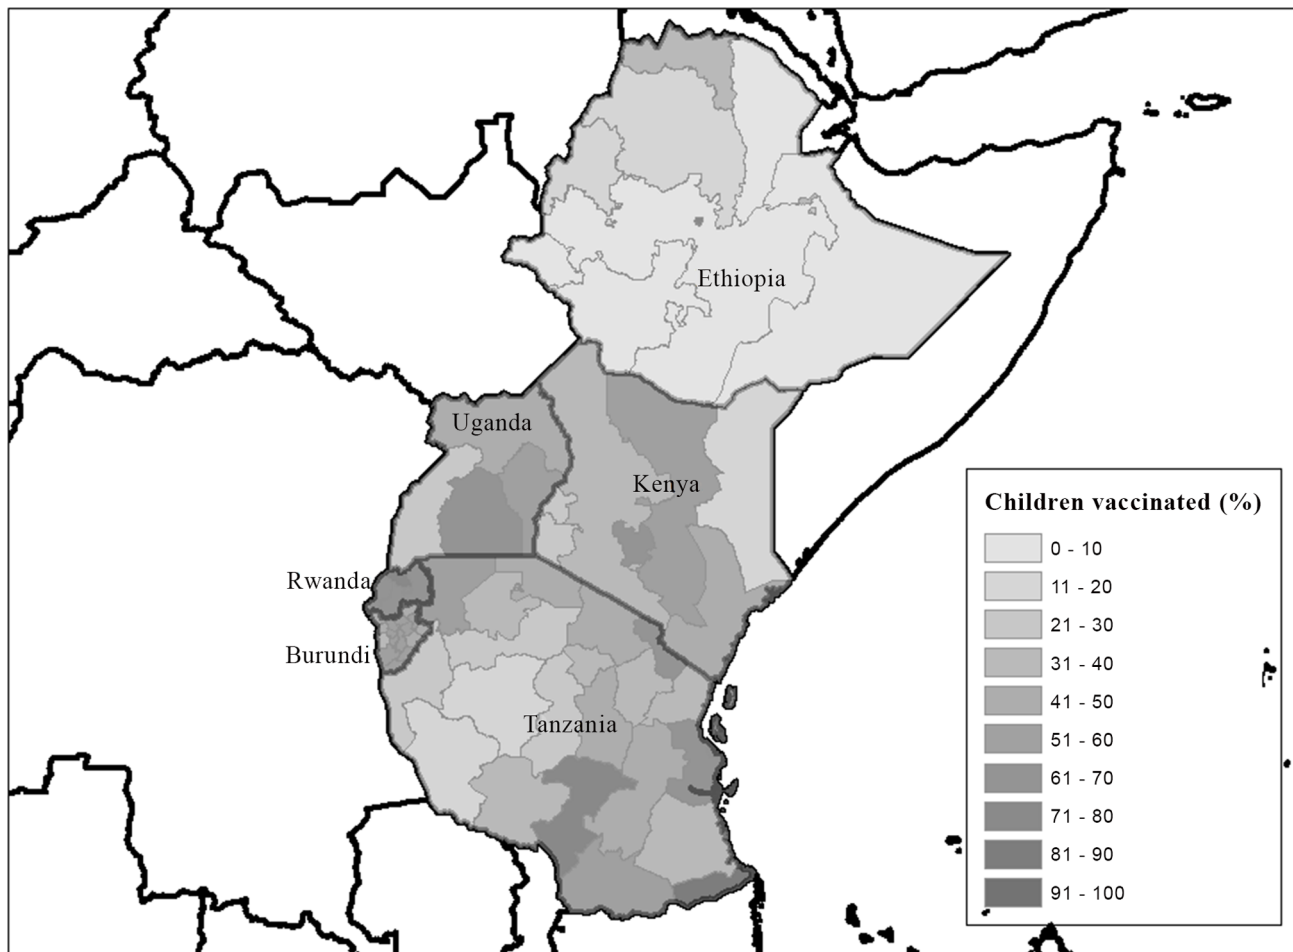 Ethiopia
Uganda
Kenya
Rwanda
Burundi
Tanzania
Children vaccinated (%)
0 - 10
11 - 20
21 - 30
31 - 40
41 - 50
51 - 60
61 - 70
71 - 80
81 - 90
91 - 100